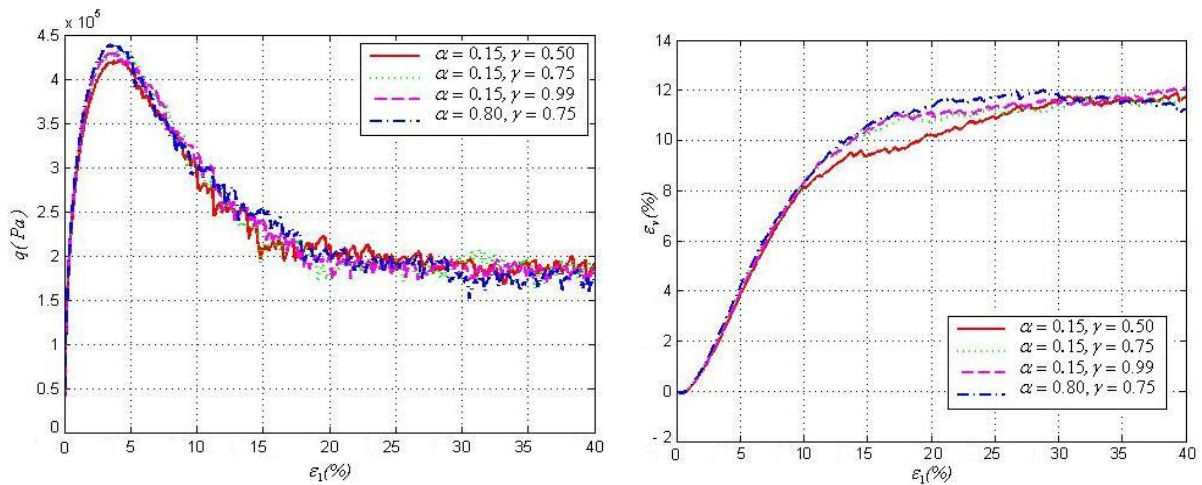 x 10⁵
4.5
4
3.5
3
2.5
2
1.5
1
0.5
0
q( Pa )
0 5 10 15 20 25 30 35 40
ε₁(%)
α = 0.15, γ = 0.50
α = 0.15, γ = 0.75
α = 0.15, γ = 0.99
α = 0.80, γ = 0.75
14
12
10
8
6
4
2
0
- 2
εᵥ(%)
0 5 10 15 20 25 30 35 40
ε₁(%)
α = 0.15, γ = 0.50
α = 0.15, γ = 0.75
α = 0.15, γ = 0.99
α = 0.80, γ = 0.75